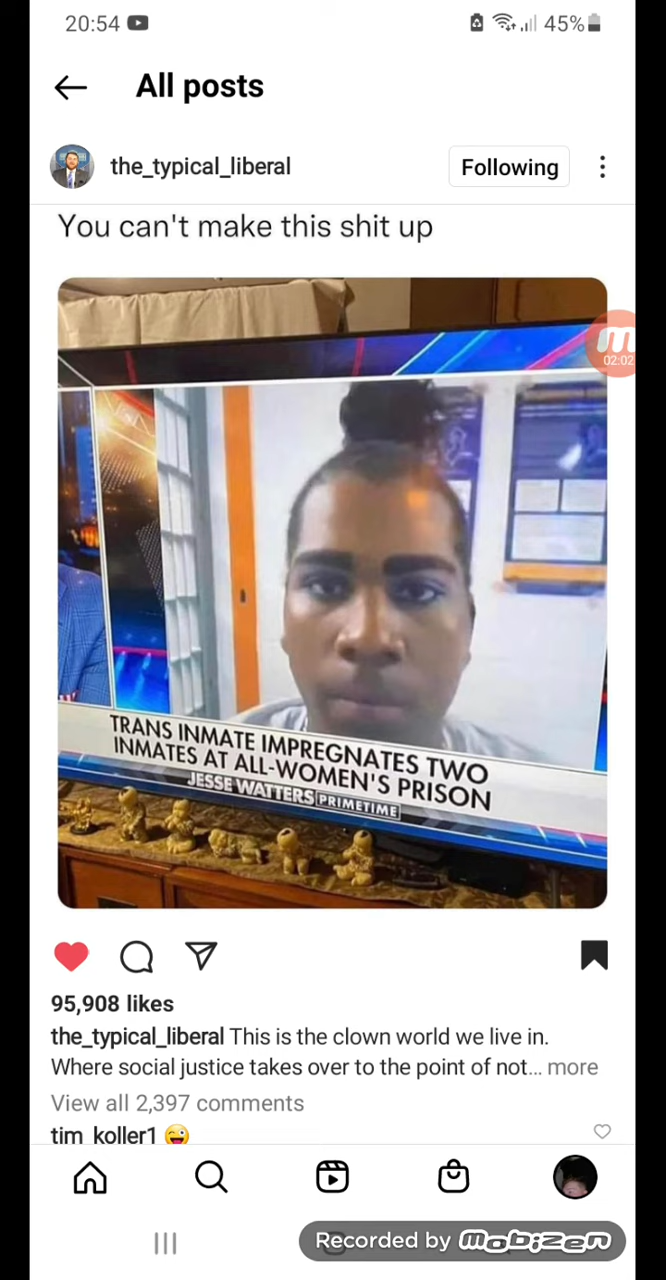 20:54
45%
All posts
the_typical_liberal
Following
You can't make this shit up
02:02
TRANS INMATE IMPREGNATES TWO
INMATES AT ALL-WOMEN'S PRISON
JESSE WATTERS PRIMETIME
95,908 likes
the_typical_liberal This is the clown world we live in.
Where social justice takes over to the point of not... more
View all 2,397 comments
tim_koller1 😜
Recorded by mobizen